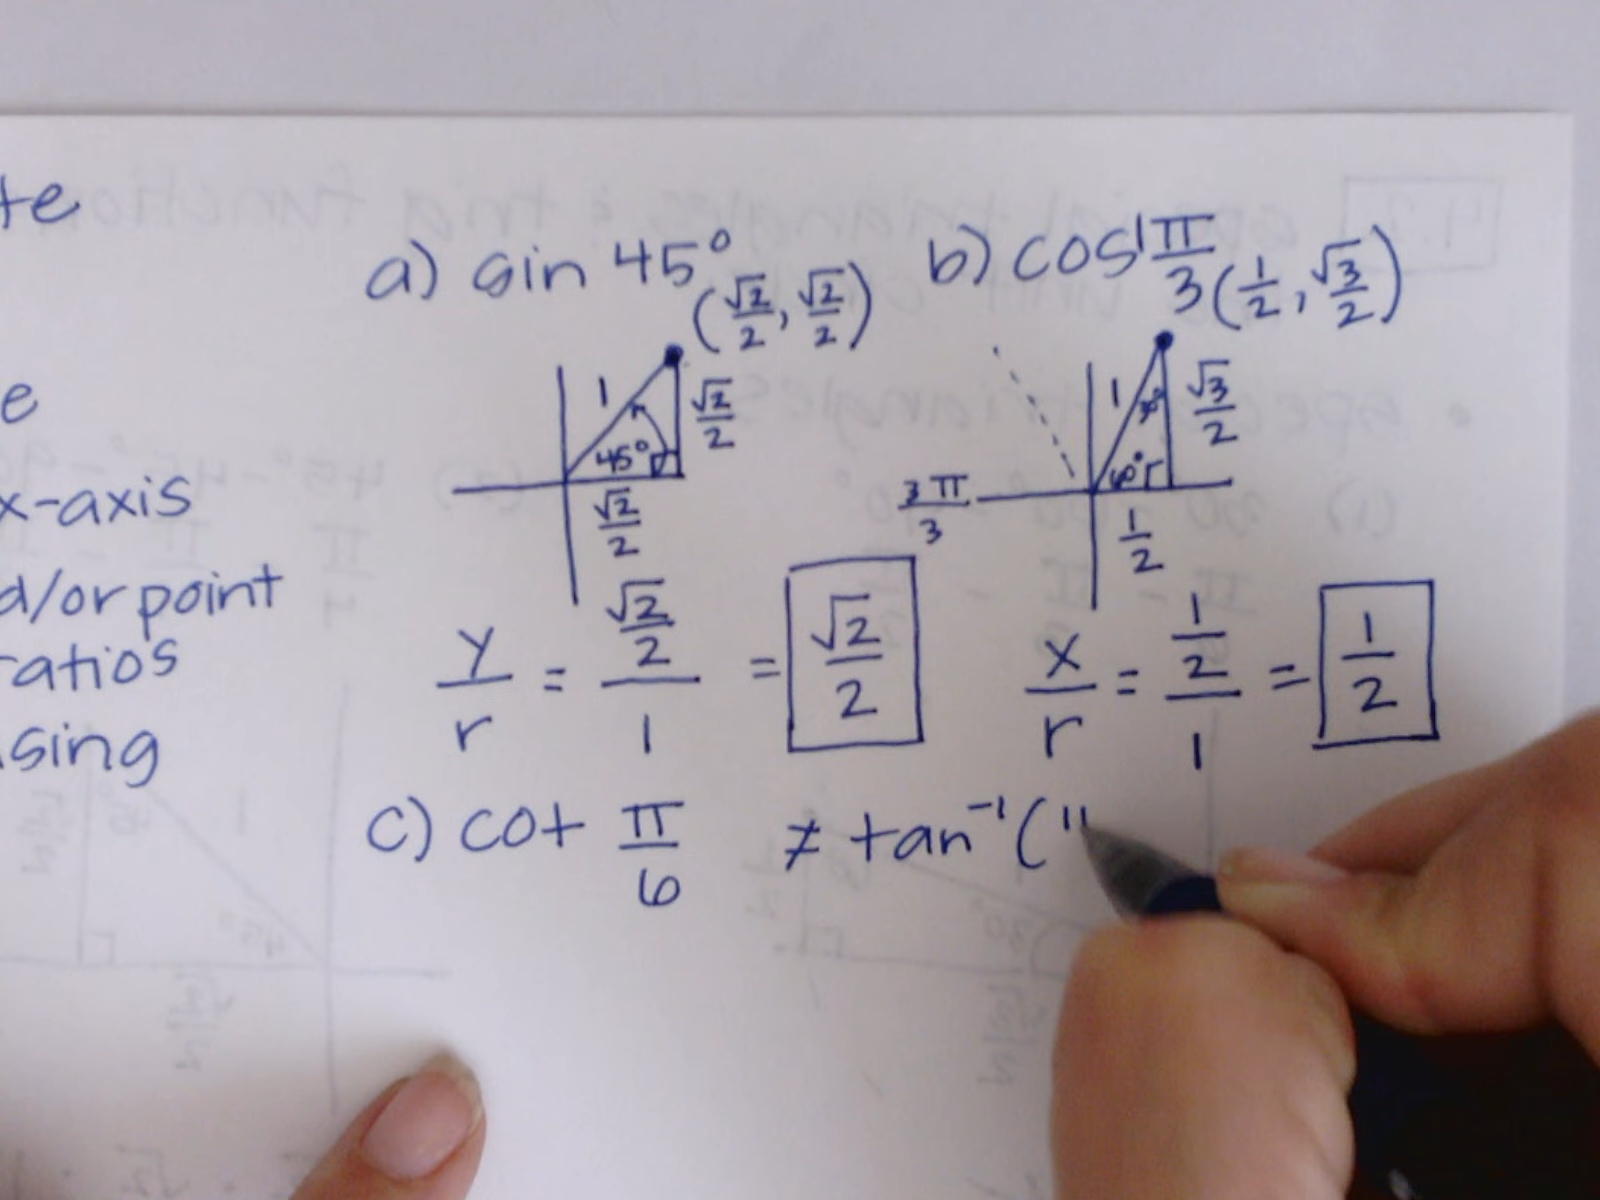 te
e
x-axis
d/or point
ratios
sing
a) sin 45°
(√2/2, √2/2)
1
√2/2
45°
√2/2
y/r = (√2/2)/1 = √2/2
b) cos 1π/3
(1/2, √3/2)
1
30°
√3/2
60°
3π/3
1/2
x/r = (1/2)/1 = 1/2
c) cot π/6 ≠ tan⁻¹("